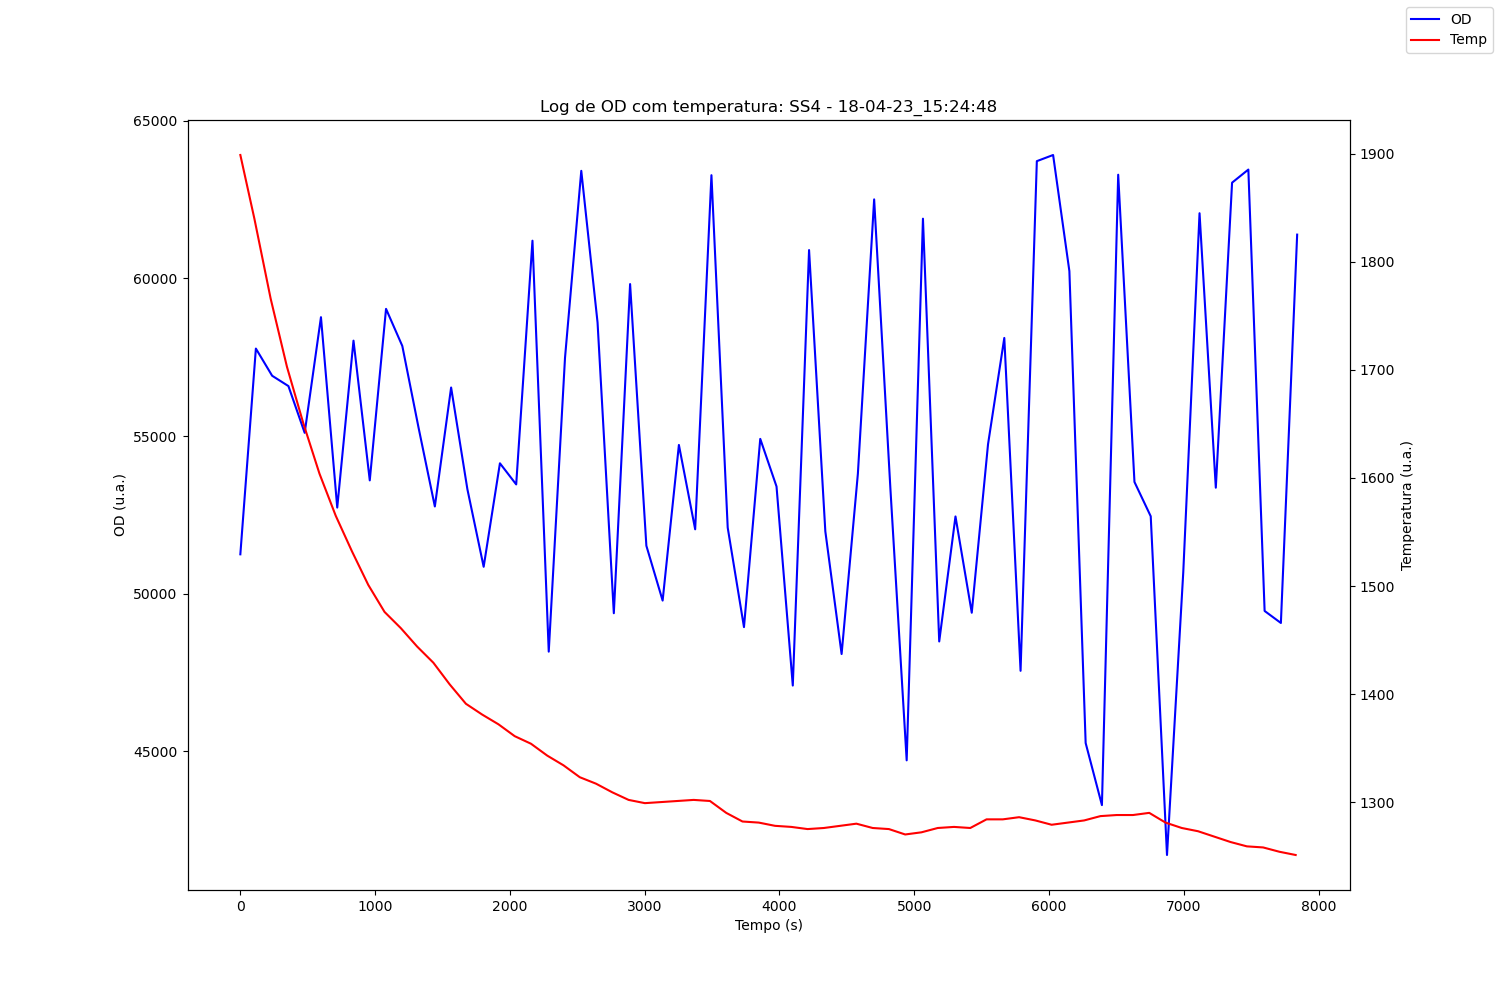 OD
Temp
Log de OD com temperatura: SS4 - 18-04-23_15:24:48
65000
60000
55000
50000
45000
OD (u.a.)
1900
1800
1700
1600
1500
1400
1300
Temperatura (u.a.)
0 1000 2000 3000 4000 5000 6000 7000 8000
Tempo (s)